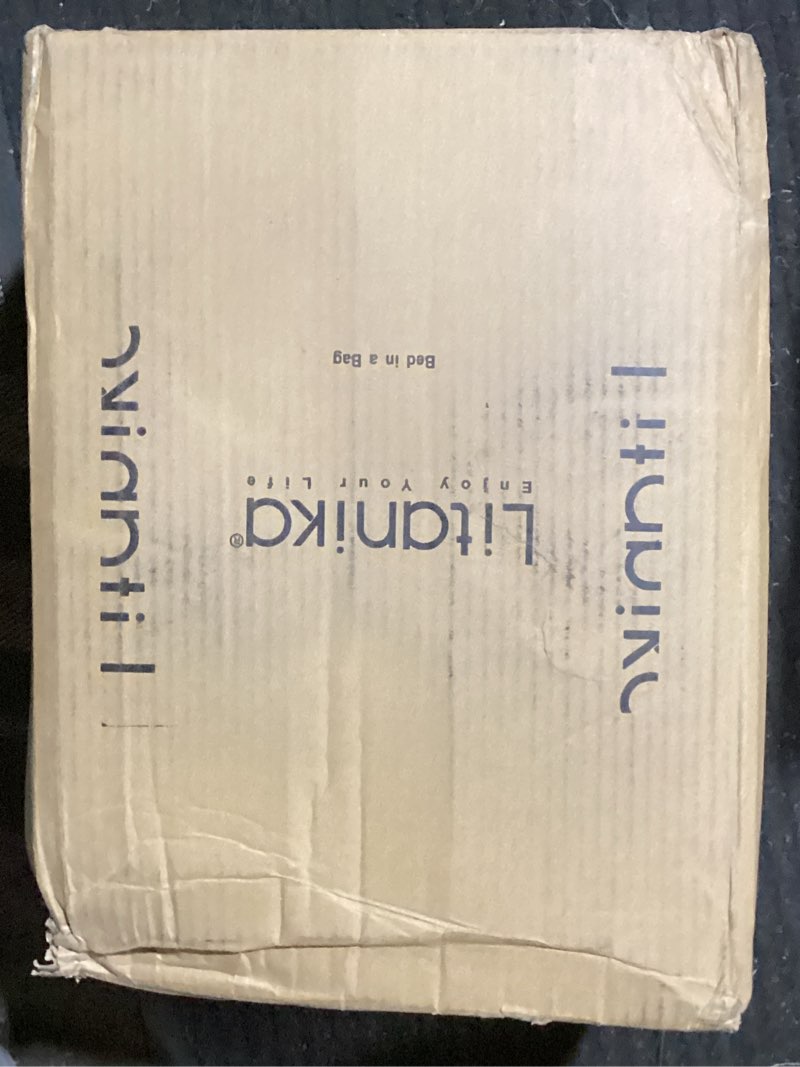 Litanika
Litanika®
Enjoy Your Life
Bed in a Bag
Litanika